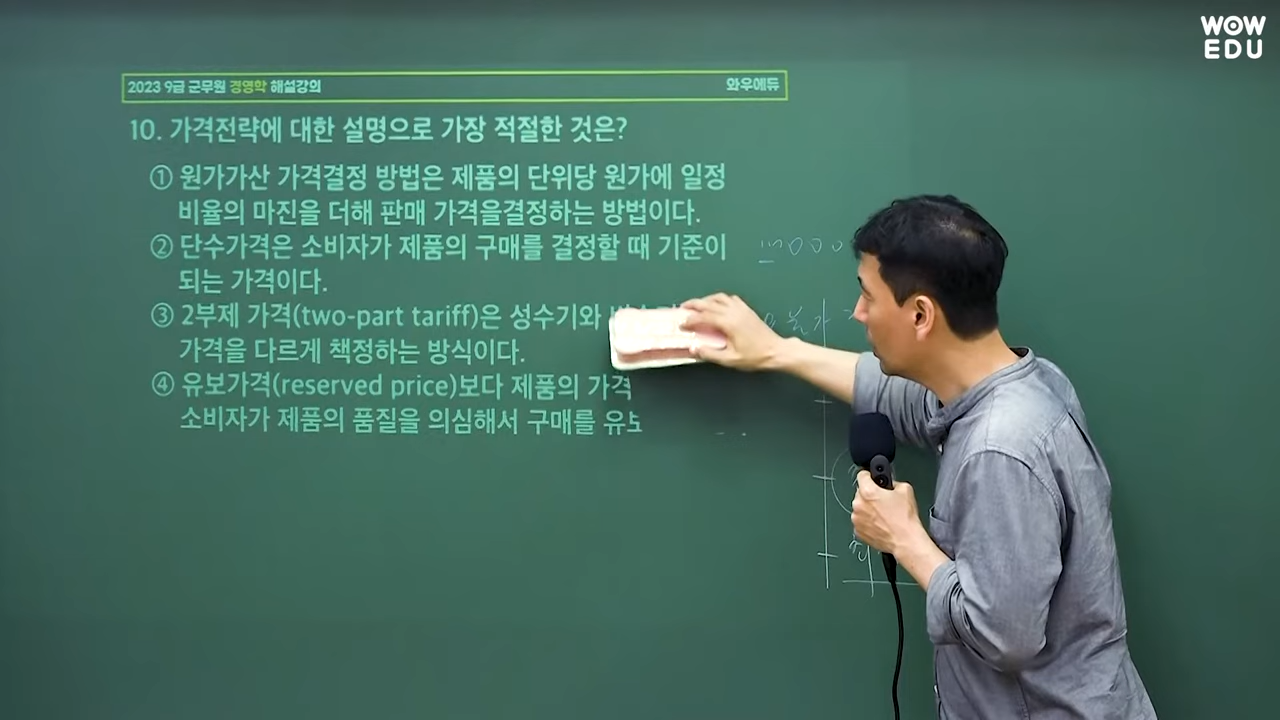 WOW
EDU
2023 9급 군무원 경영학 해설강의
와우에듀
10. 가격전략에 대한 설명으로 가장 적절한 것은?
① 원가가산 가격결정 방법은 제품의 단위당 원가에 일정
비율의 마진을 더해 판매 가격을결정하는 방법이다.
② 단수가격은 소비자가 제품의 구매를 결정할 때 기준이
되는 가격이다.
③ 2부제 가격(two-part tariff)은 성수기와
가격을 다르게 책정하는 방식이다.
④ 유보가격(reserved price)보다 제품의 가격
소비자가 제품의 품질을 의심해서 구매를